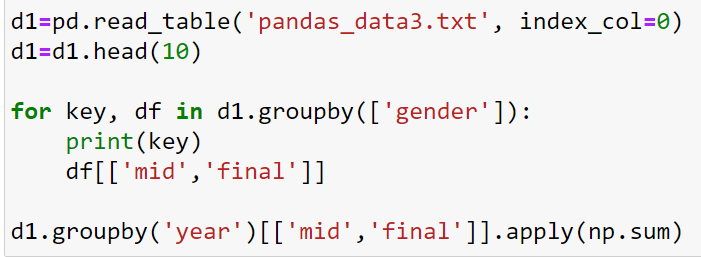 d1=pd.read_table('pandas_data3.txt', index_col=0)
d1=d1.head(10)
for key, df in d1.groupby(['gender']):
    print(key)
    df[['mid','final']]
d1.groupby('year')[['mid','final']].apply(np.sum)